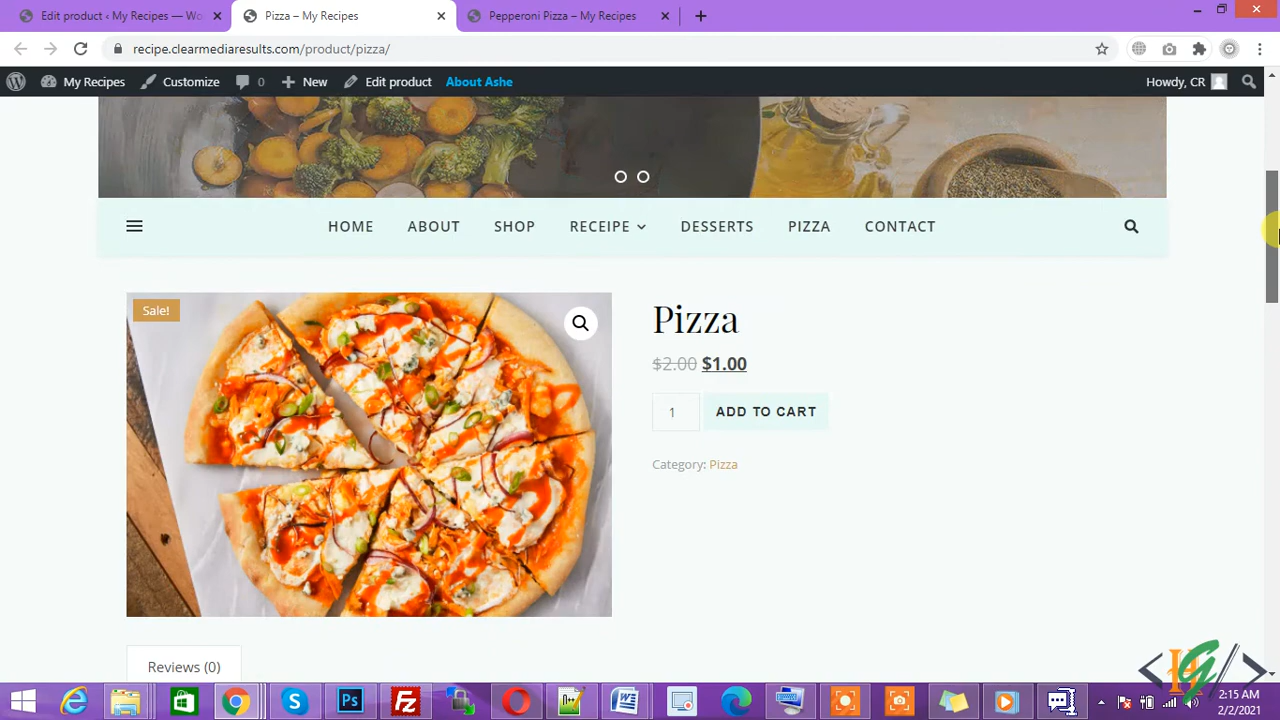 Edit product ‹ My Recipes — Wo
Pizza – My Recipes
Pepperoni Pizza – My Recipes
recipe.clearmediaresults.com/product/pizza/
My Recipes
Customize
0
New
Edit product
About Ashe
Howdy, CR
HOME
ABOUT
SHOP
RECEIPE
DESSERTS
PIZZA
CONTACT
Sale!
Pizza
$2.00 $1.00
1
ADD TO CART
Category: Pizza
Reviews (0)
2:15 AM
2/2/2021